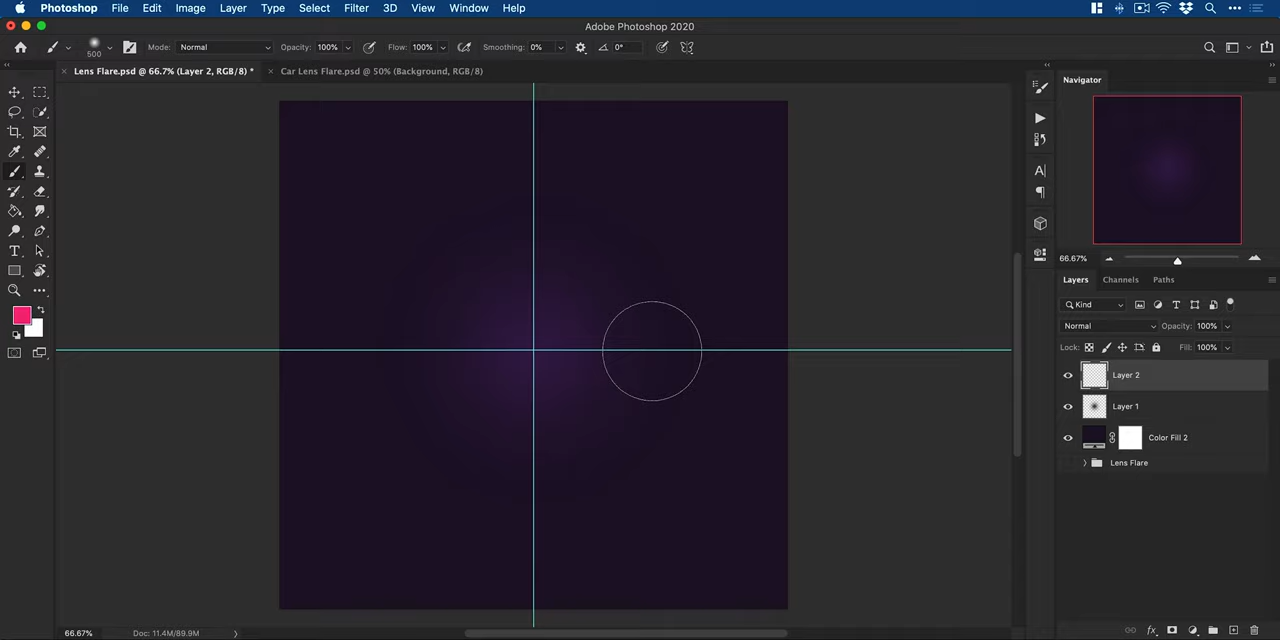 Photoshop File Edit Image Layer Type Select Filter 3D View Window Help
Adobe Photoshop 2020
500 Mode: Normal Opacity: 100% Flow: 100% Smoothing: 0% 0°
Lens Flare.psd @ 66.7% (Layer 2, RGB/8) * Car Lens Flare.psd @ 50% (Background, RGB/8)
Navigator
66.67%
Layers Channels Paths
Kind
Normal Opacity: 100%
Lock: Fill: 100%
Layer 2
Layer 1
Color Fill 2
Lens Flare
66.67% Doc: 11.4M/89.9M
fx